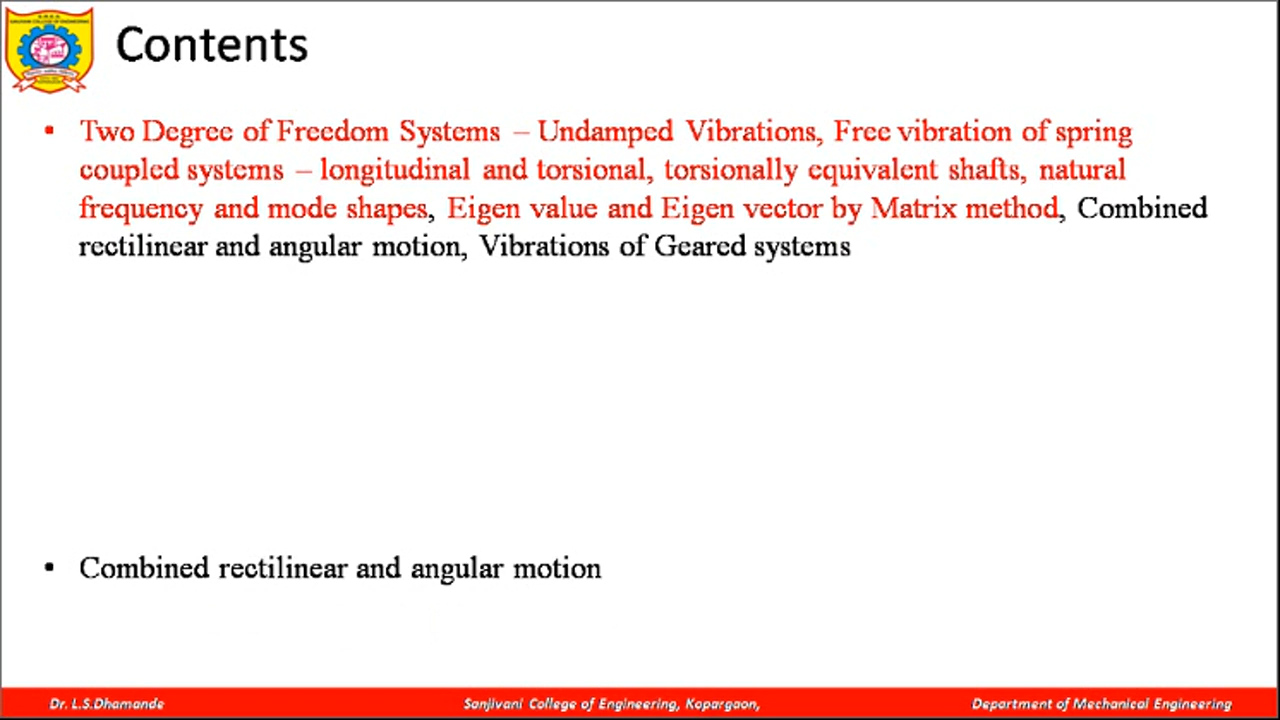 Contents
• Two Degree of Freedom Systems – Undamped Vibrations, Free vibration of spring
coupled systems – longitudinal and torsional, torsionally equivalent shafts, natural
frequency and mode shapes, Eigen value and Eigen vector by Matrix method, Combined
rectilinear and angular motion, Vibrations of Geared systems
• Combined rectilinear and angular motion
Dr. L.S.Dhamande Sanjivani College of Engineering, Kopargaon, Department of Mechanical Engineering